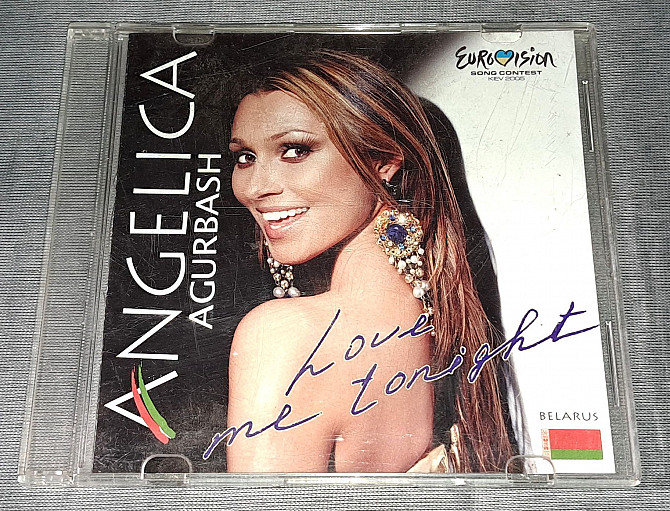 ANGELICA
AGURBASH
EUROVISION
SONG CONTEST
KIEV 2005
Love
me tonight
BELARUS